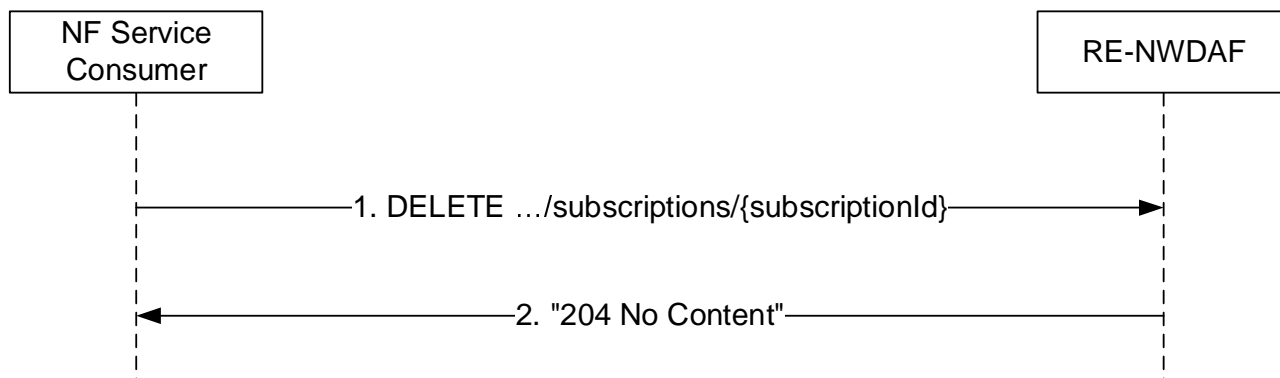 NF Service
Consumer
RE-NWDAF
1. DELETE …/subscriptions/{subscriptionId}
2. "204 No Content"